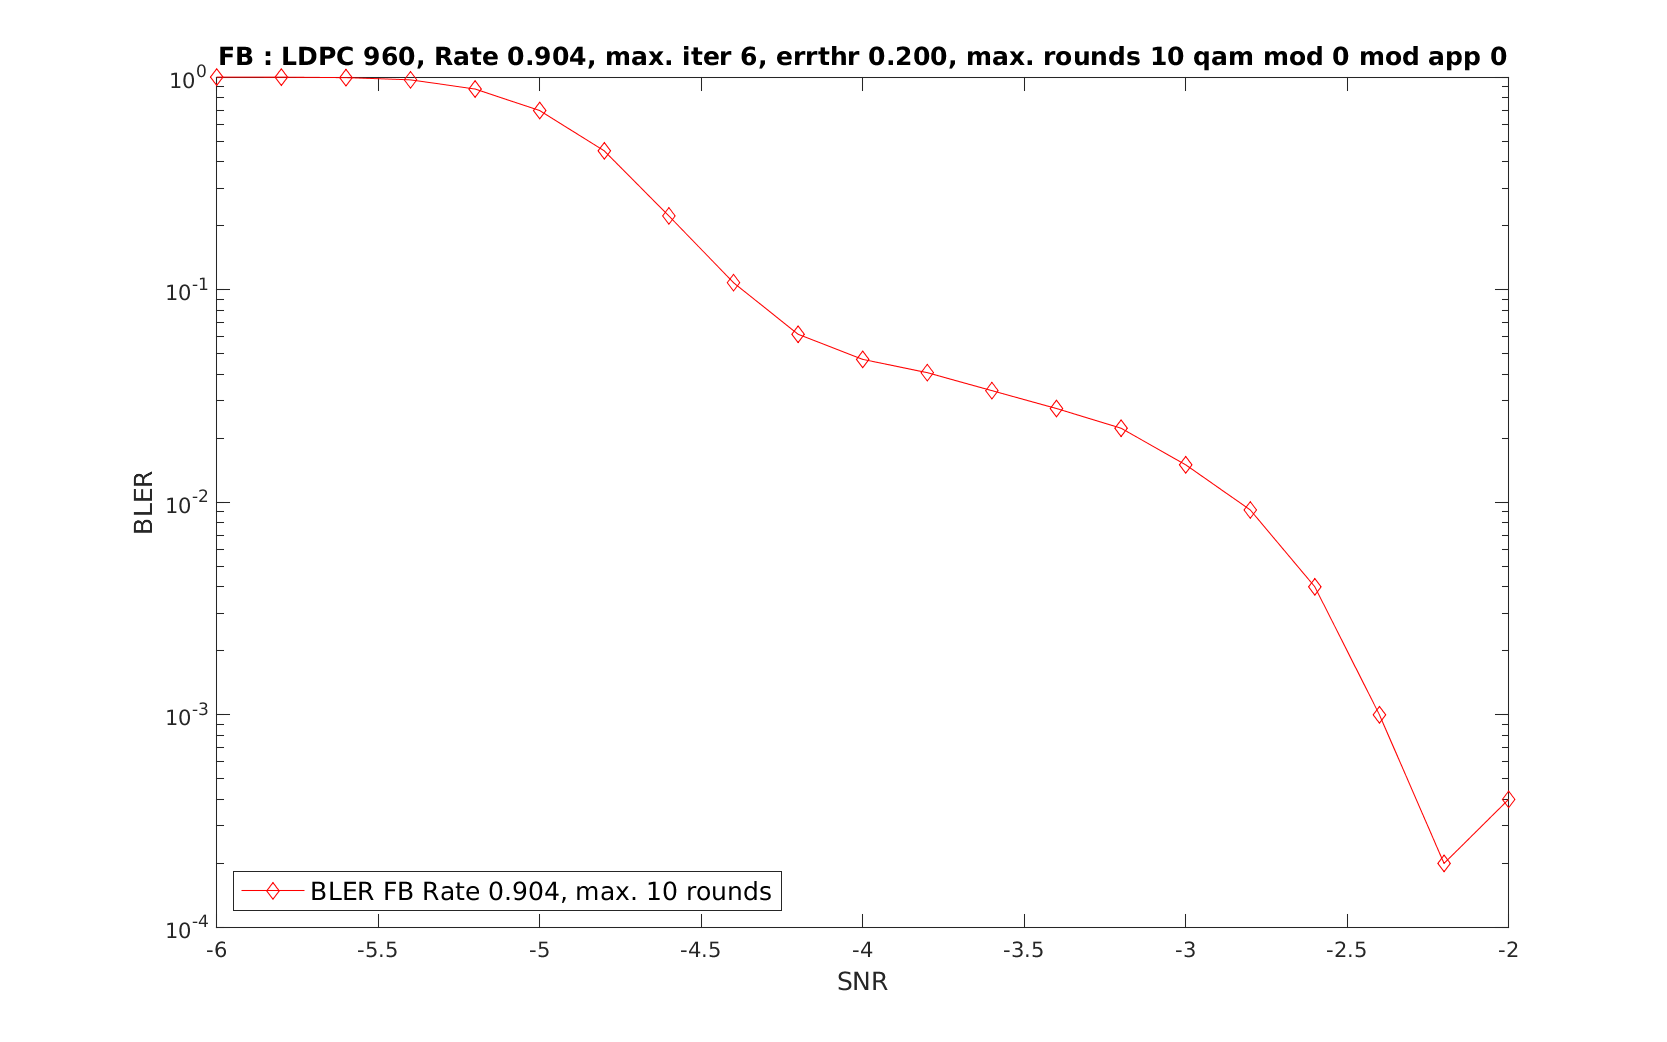 FB : LDPC 960, Rate 0.904, max. iter 6, errthr 0.200, max. rounds 10 qam mod 0 mod app 0
10^0
10^-1
10^-2
10^-3
10^-4
BLER
BLER FB Rate 0.904, max. 10 rounds
-6 -5.5 -5 -4.5 -4 -3.5 -3 -2.5 -2
SNR